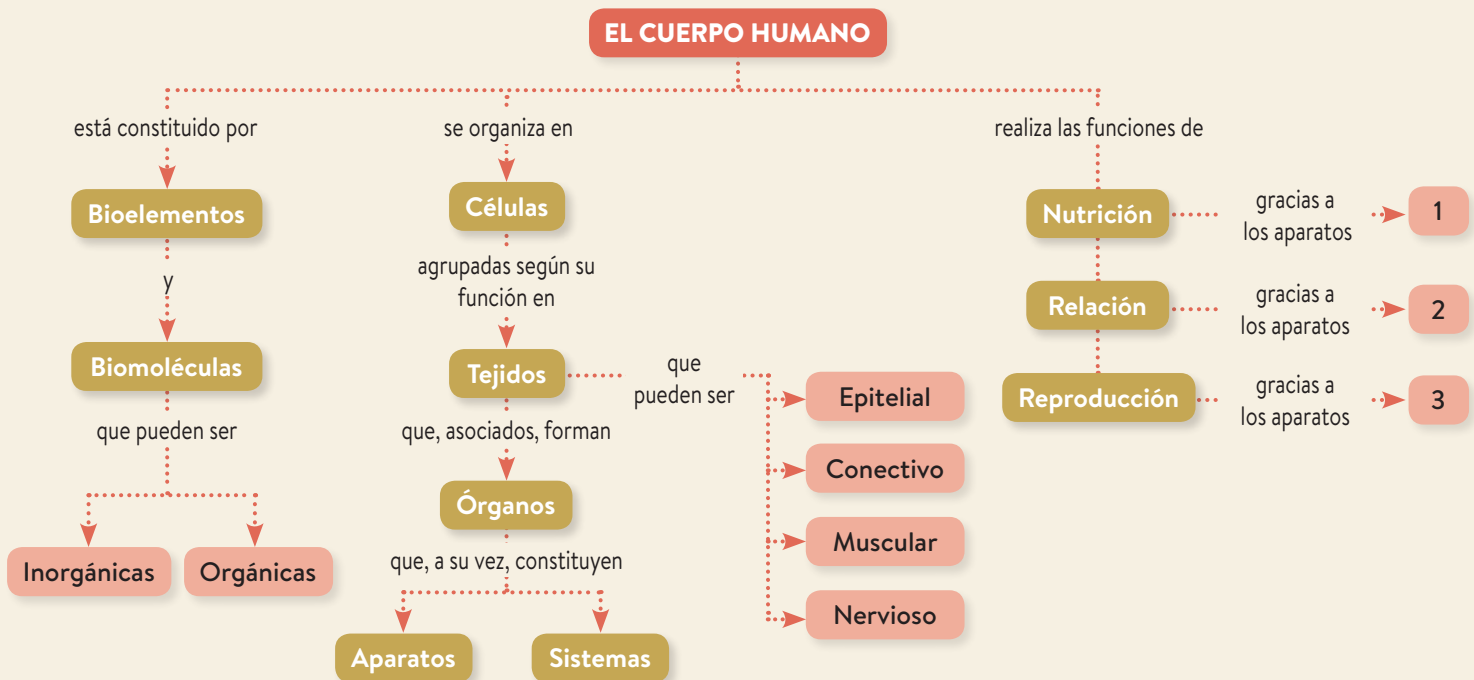 EL CUERPO HUMANO
está constituido por
Bioelementos
y
Biomoléculas
que pueden ser
Inorgánicas
Orgánicas
se organiza en
Células
agrupadas según su
función en
Tejidos
que
pueden ser
Epitelial
Conectivo
Muscular
Nervioso
que, asociados, forman
Órganos
que, a su vez, constituyen
Aparatos
Sistemas
realiza las funciones de
Nutrición
gracias a
los aparatos
1
Relación
gracias a
los aparatos
2
Reproducción
gracias a
los aparatos
3